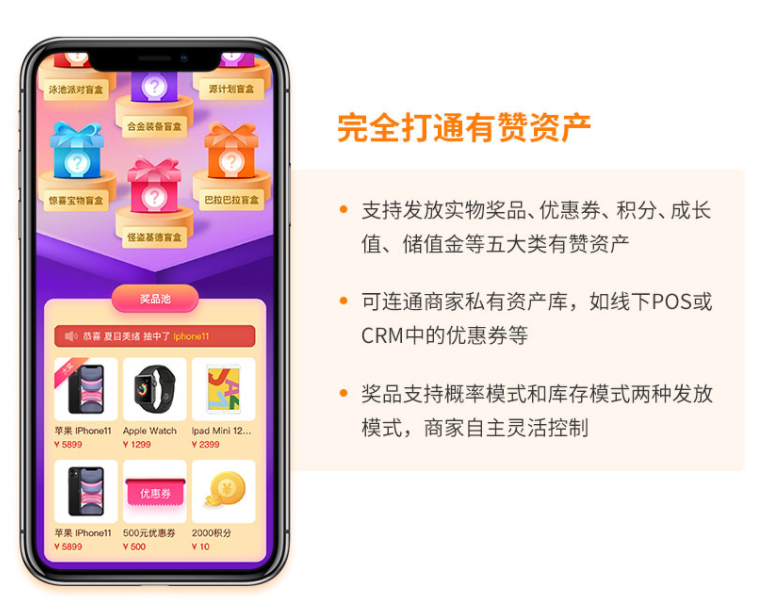 泳池派对盲盒
源计划盲盒
合金装备盲盒
惊喜宝物盲盒
巴拉巴拉盲盒
怪盗基德盲盒
奖品池
恭喜 夏目美绪 抽中了 Iphone11
大奖
苹果 IPhone11
Apple Watch
Ipad Mini 12...
¥ 5899
¥ 1299
¥ 2399
优惠券
苹果 IPhone11
500元优惠券
2000积分
¥ 5899
¥ 500
¥ 10
完全打通有赞资产
支持发放实物奖品、优惠券、积分、成长
值、储值金等五大类有赞资产
可连通商家私有资产库，如线下POS或
CRM中的优惠券等
奖品支持概率模式和库存模式两种发放
模式，商家自主灵活控制